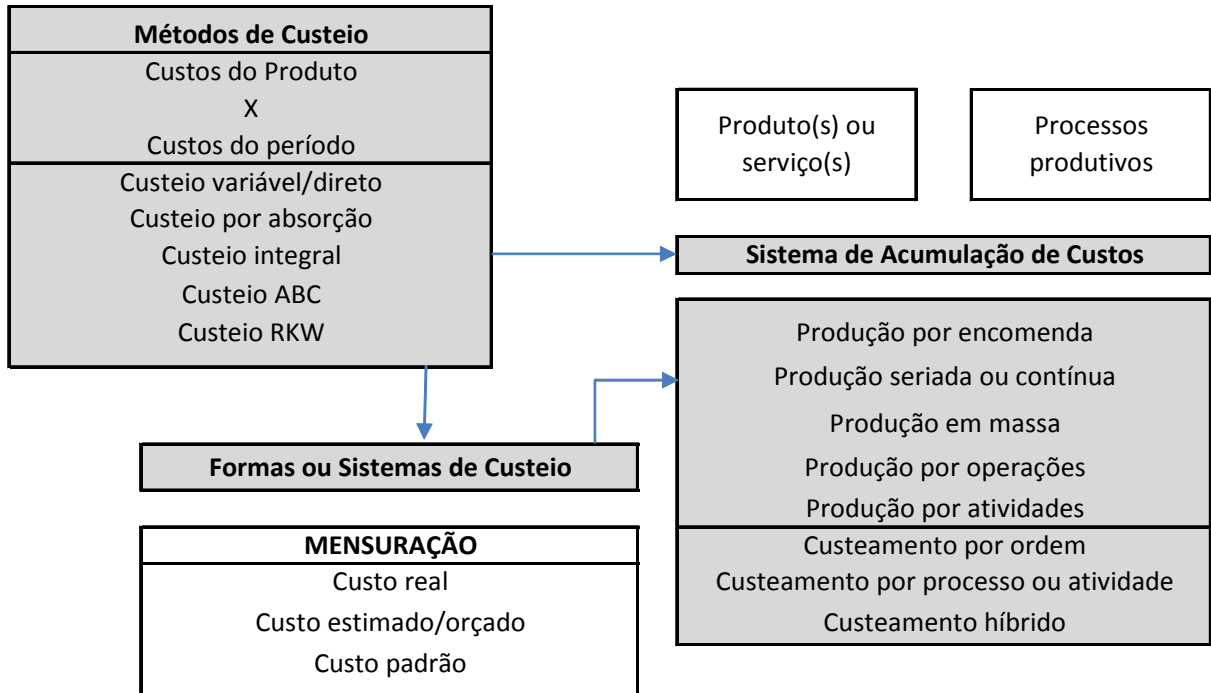 Métodos de Custeio
Custos do Produto
X
Custos do período
Custeio variável/direto
Custeio por absorção
Custeio integral
Custeio ABC
Custeio RKW
Produto(s) ou
serviço(s)
Processos
produtivos
Sistema de Acumulação de Custos
Produção por encomenda
Produção seriada ou contínua
Produção em massa
Produção por operações
Produção por atividades
Custeamento por ordem
Custeamento por processo ou atividade
Custeamento híbrido
Formas ou Sistemas de Custeio
MENSURAÇÃO
Custo real
Custo estimado/orçado
Custo padrão